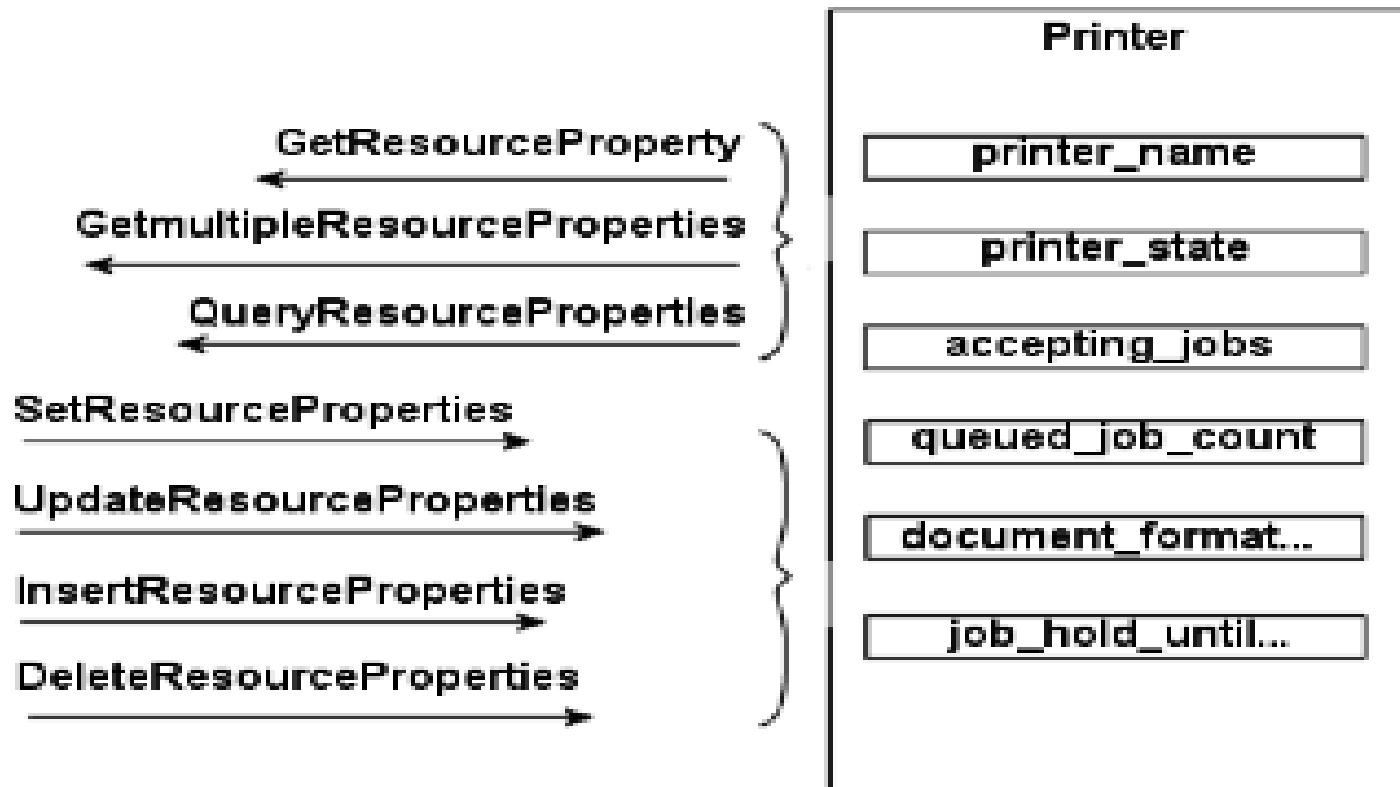 Printer
GetResourceProperty
GetmultipleResourceProperties
QueryResourceProperties
SetResourceProperties
UpdateResourceProperties
InsertResourceProperties
DeleteResourceProperties
printer_name
printer_state
accepting_jobs
queued_job_count
document_format...
job_hold_until...